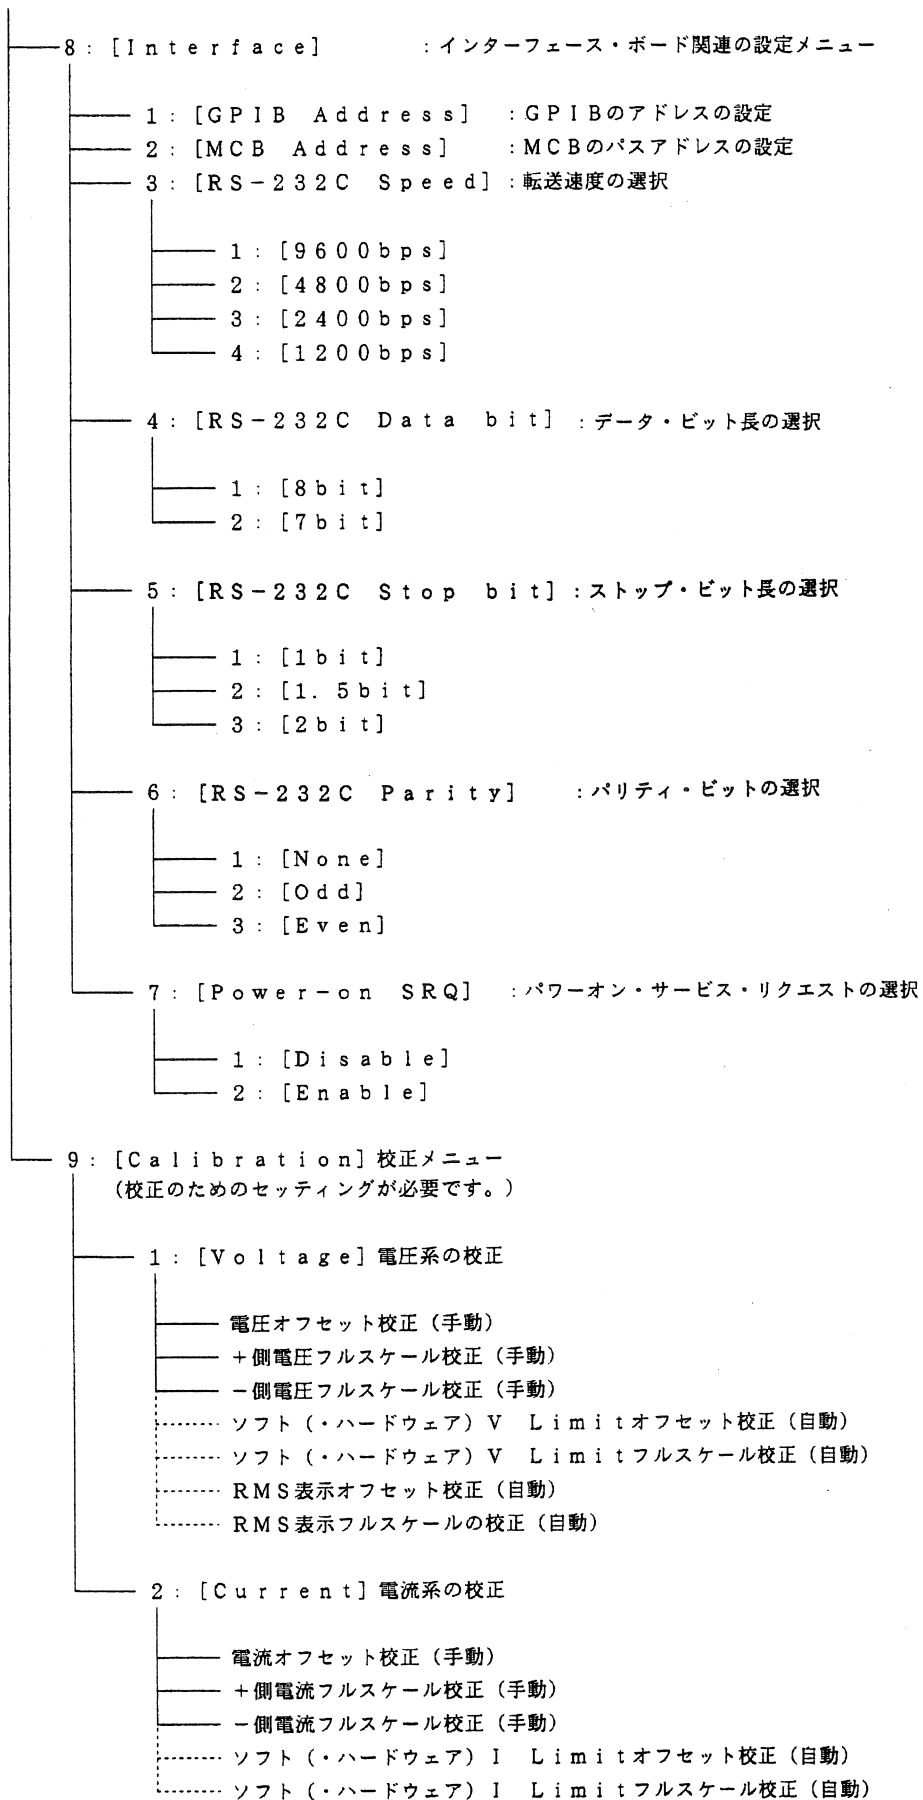 8：[Interface]　：インターフェース・ボード関連の設定メニュー
1：[GPIB Address]　：GPIBのアドレスの設定
2：[MCB Address]　：MCBのバスアドレスの設定
3：[RS-232C Speed]：転送速度の選択
1：[9600bps]
2：[4800bps]
3：[2400bps]
4：[1200bps]
4：[RS-232C Data bit]：データ・ビット長の選択
1：[8bit]
2：[7bit]
5：[RS-232C Stop bit]：ストップ・ビット長の選択
1：[1bit]
2：[1.5bit]
3：[2bit]
6：[RS-232C Parity]　：パリティ・ビットの選択
1：[None]
2：[Odd]
3：[Even]
7：[Power-on SRQ]　：パワーオン・サービス・リクエストの選択
1：[Disable]
2：[Enable]
9：[Calibration]校正メニュー
（校正のためのセッティングが必要です。）
1：[Voltage]電圧系の校正
電圧オフセット校正（手動）
＋側電圧フルスケール校正（手動）
－側電圧フルスケール校正（手動）
ソフト（・ハードウェア）V Limitオフセット校正（自動）
ソフト（・ハードウェア）V Limitフルスケール校正（自動）
RMS表示オフセット校正（自動）
RMS表示フルスケールの校正（自動）
2：[Current]電流系の校正
電流オフセット校正（手動）
＋側電流フルスケール校正（手動）
－側電流フルスケール校正（手動）
ソフト（・ハードウェア）I Limitオフセット校正（自動）
ソフト（・ハードウェア）I Limitフルスケール校正（自動）